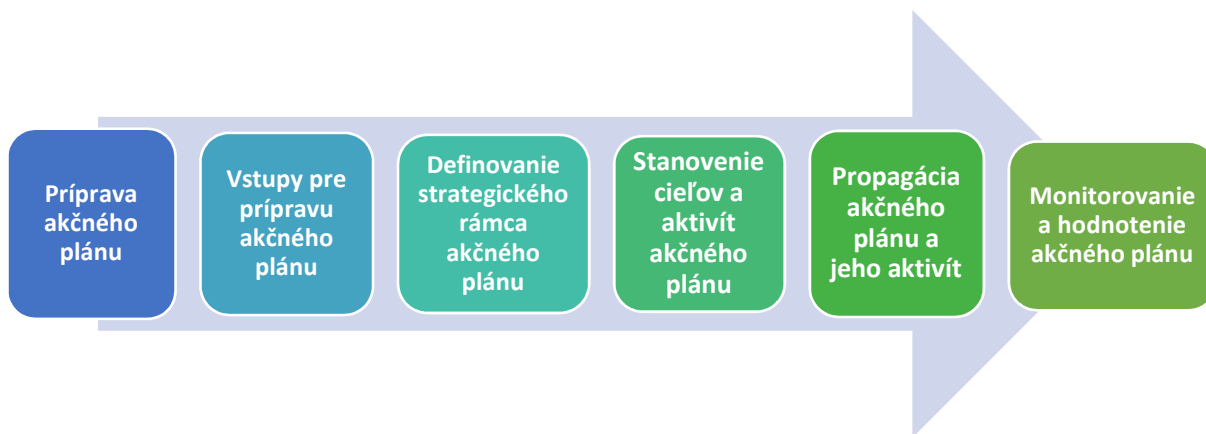 Príprava
akčného
plánu
Vstupy pre
prípravu
akčného
plánu
Definovanie
strategického
rámca
akčného
plánu
Stanovenie
cieľov a
aktivít
akčného
plánu
Propagácia
akčného
plánu a
jeho aktivít
Monitorovanie
a hodnotenie
akčného plánu